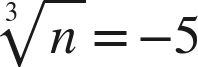 ∛n = −5